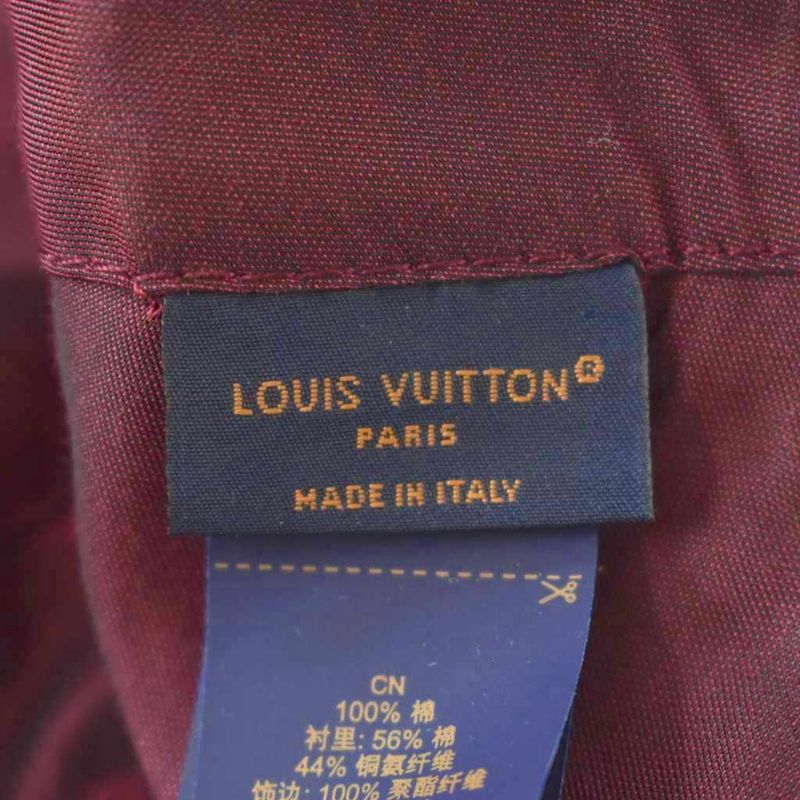 LOUIS VUITTON®
PARIS
MADE IN ITALY
CN
100% 棉
衬里: 56% 棉
44% 铜氨纤维
饰边: 100% 聚酯纤维